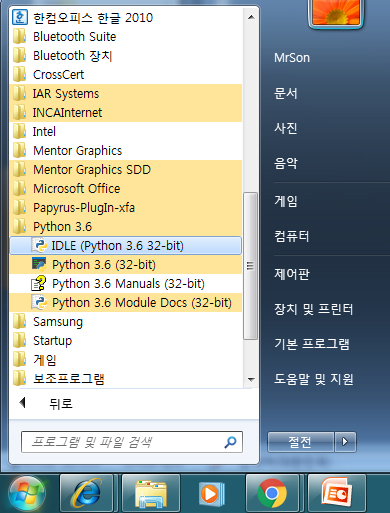 한컴오피스 한글 2010
Bluetooth Suite
Bluetooth 장치
CrossCert
IAR Systems
INCAInternet
Intel
Mentor Graphics
Mentor Graphics SDD
Microsoft Office
Papyrus-PlugIn-xfa
Python 3.6
IDLE (Python 3.6 32-bit)
Python 3.6 (32-bit)
Python 3.6 Manuals (32-bit)
Python 3.6 Module Docs (32-bit)
Samsung
Startup
게임
보조프로그램
뒤로
프로그램 및 파일 검색
MrSon
문서
사진
음악
게임
컴퓨터
제어판
장치 및 프린터
기본 프로그램
도움말 및 지원
절전